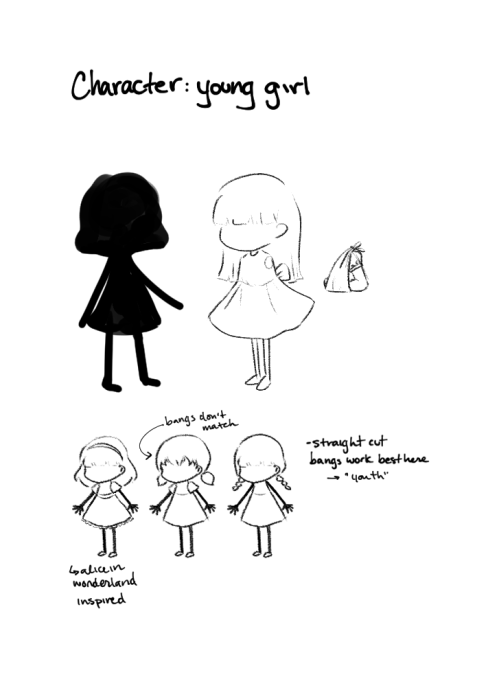 Character: young girl
bangs don't
match
-straight cut
bangs work best here
→ "youth"
↳ alice in
wonderland
inspired